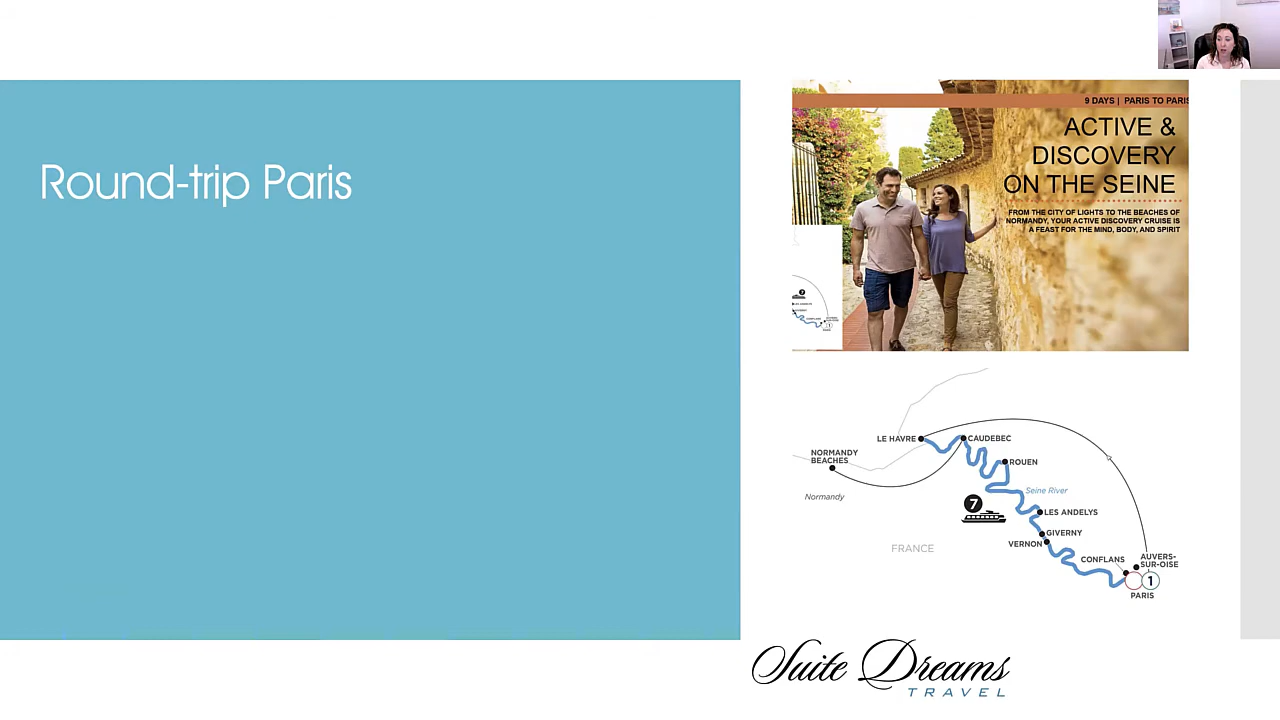 Round-trip Paris
9 DAYS | PARIS TO PARIS
ACTIVE &
DISCOVERY
ON THE SEINE
FROM THE CITY OF LIGHTS TO THE BEACHES OF
NORMANDY, YOUR ACTIVE DISCOVERY CRUISE IS
A FEAST FOR THE MIND, BODY, AND SPIRIT
LE HAVRE
CAUDEBEC
NORMANDY
BEACHES
ROUEN
Normandy
Seine River
7
LES ANDELYS
GIVERNY
VERNON
FRANCE
CONFLANS
AUVERS-
SUR-OISE
1
PARIS
Suite Dreams
TRAVEL